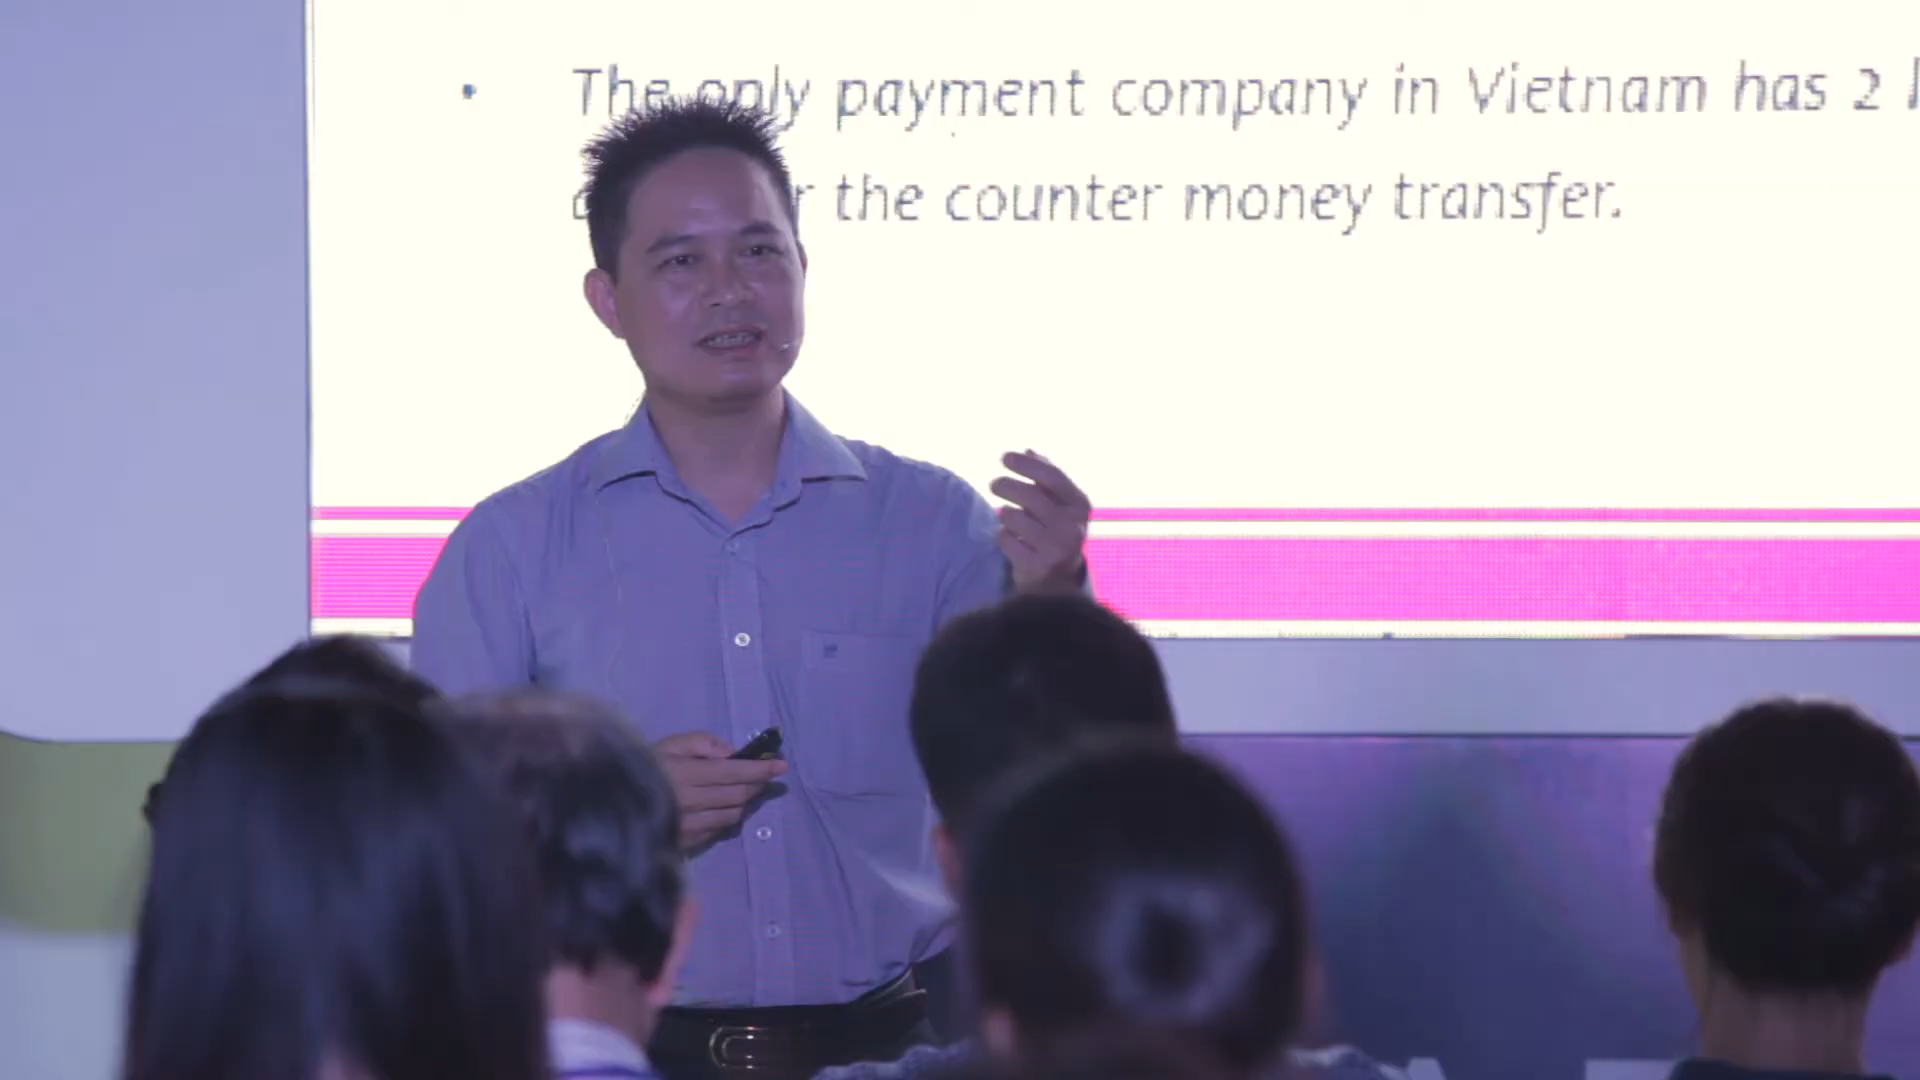 • The only payment company in Vietnam has 2
the counter money transfer.